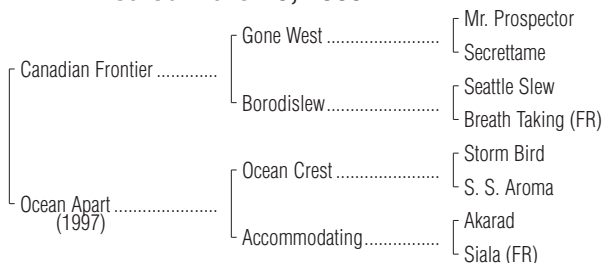 Mr. Prospector
Gone West
Secrettame
Canadian Frontier
Seattle Slew
Borodislew
Breath Taking (FR)
Storm Bird
Ocean Crest
S. S. Aroma
Ocean Apart
(1997)
Akarad
Accommodating
Siala (FR)